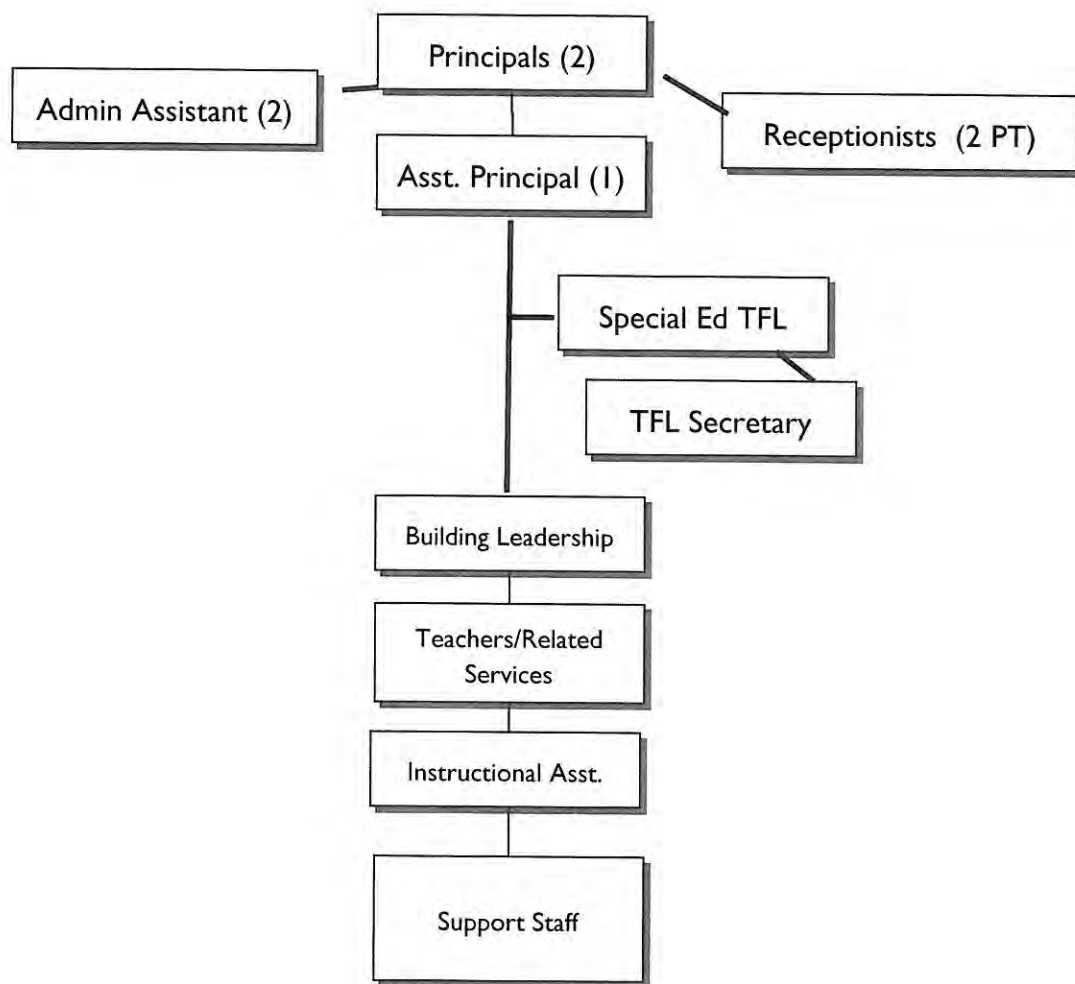 Principals (2)
Admin Assistant (2)
Receptionists (2 PT)
Asst. Principal (1)
Special Ed TFL
TFL Secretary
Building Leadership
Teachers/Related
Services
Instructional Asst.
Support Staff